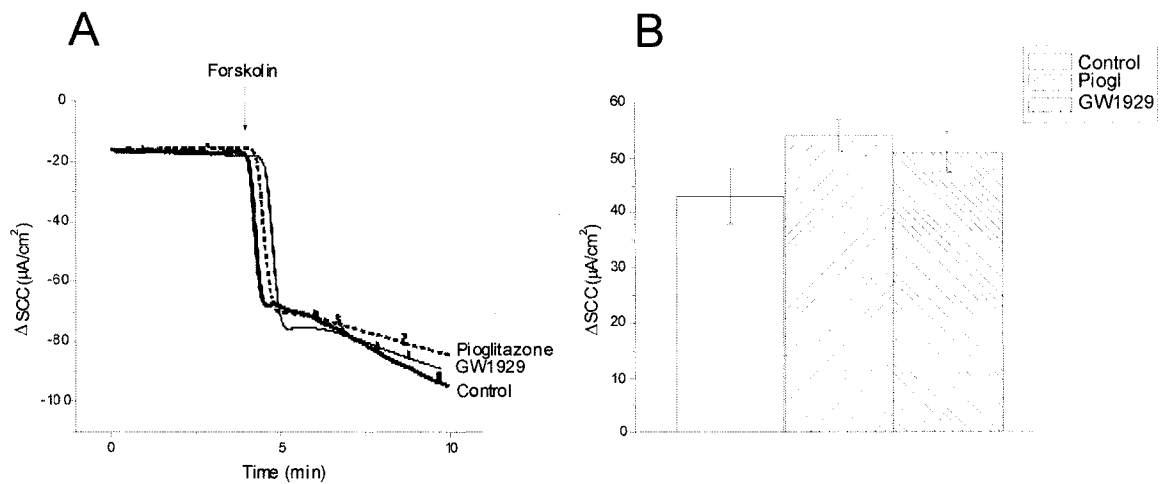 A
Forskolin
0
-20
-40
-60
-80
-100
ΔSCC (μA/cm²)
0
5
10
Time (min)
Pioglitazone
GW1929
Control
B
Control
Piogl
GW1929
60
50
40
30
20
10
0
ΔSCC (μA/cm²)